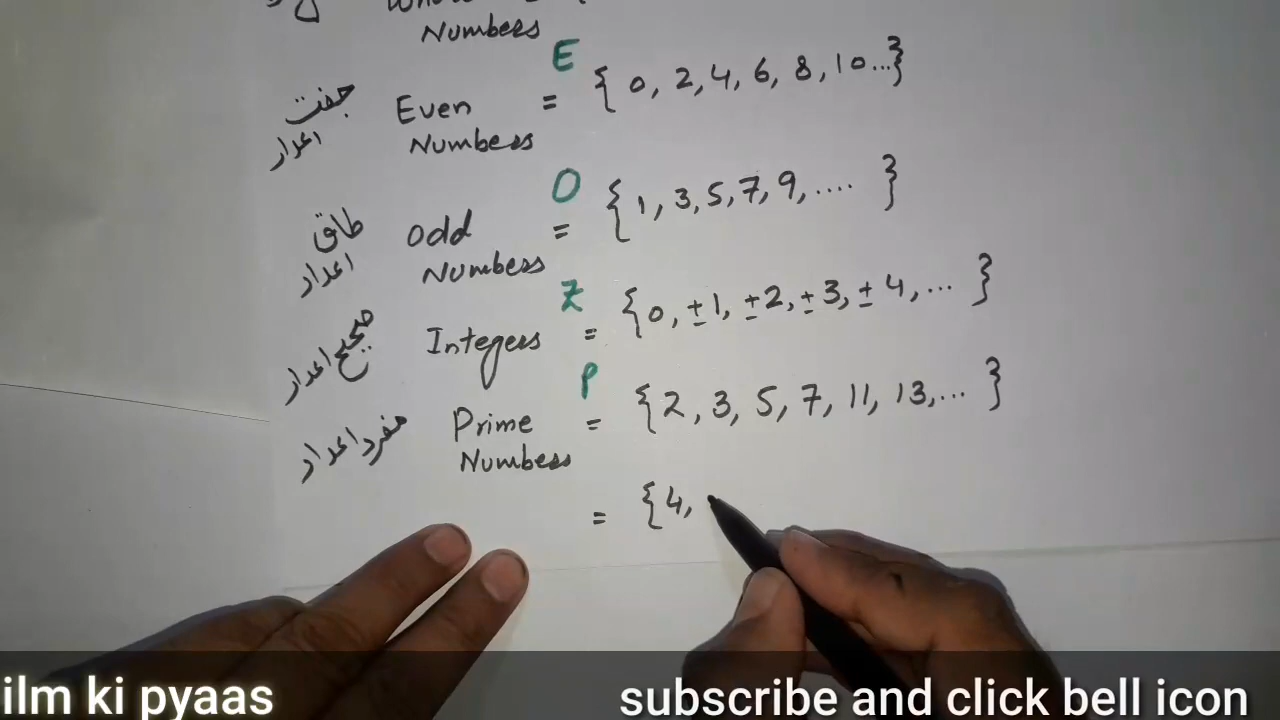 Numbers
E
جفت Even = { 0, 2, 4, 6, 8, 10...}
اعداد Numbers
O
طاق Odd = { 1, 3, 5, 7, 9, .... }
اعداد Numbers
Z
صحیح اعداد Integers = { 0, ±1, ±2, ±3, ±4, ... }
P
مفرد اعداد Prime = { 2, 3, 5, 7, 11, 13, ... }
Numbers
= { 4,
ilm ki pyaas subscribe and click bell icon